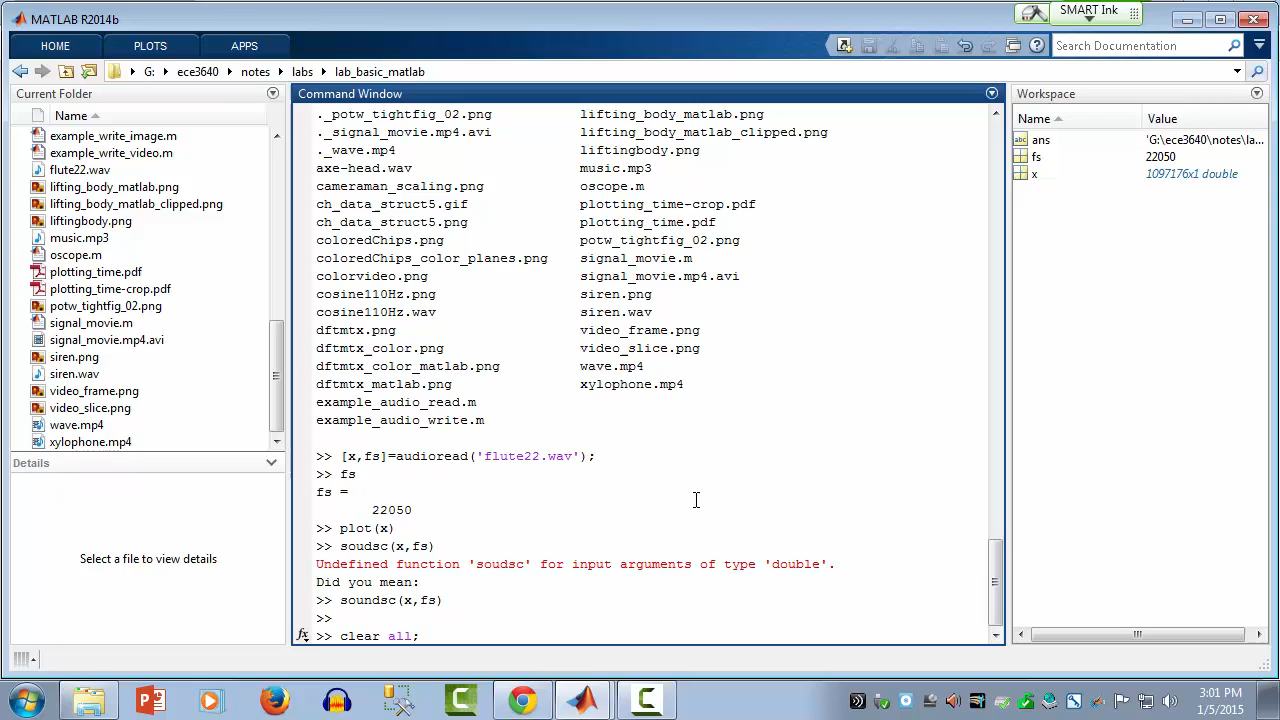 MATLAB R2014b
SMART Ink
HOME PLOTS APPS
Search Documentation
G: ece3640 notes labs lab_basic_matlab
Current Folder
Name
example_write_image.m
example_write_video.m
flute22.wav
lifting_body_matlab.png
lifting_body_matlab_clipped.png
liftingbody.png
music.mp3
oscope.m
plotting_time.pdf
plotting_time-crop.pdf
potw_tightfig_02.png
signal_movie.m
signal_movie.mp4.avi
siren.png
siren.wav
video_frame.png
video_slice.png
wave.mp4
xylophone.mp4
Details
Select a file to view details
Command Window
._potw_tightfig_02.png lifting_body_matlab.png
._signal_movie.mp4.avi lifting_body_matlab_clipped.png
._wave.mp4 liftingbody.png
axe-head.wav music.mp3
cameraman_scaling.png oscope.m
ch_data_struct5.gif plotting_time-crop.pdf
ch_data_struct5.png plotting_time.pdf
coloredChips.png potw_tightfig_02.png
coloredChips_color_planes.png signal_movie.m
colorvideo.png signal_movie.mp4.avi
cosine110Hz.png siren.png
cosine110Hz.wav siren.wav
dftmtx.png video_frame.png
dftmtx_color.png video_slice.png
dftmtx_color_matlab.png wave.mp4
dftmtx_matlab.png xylophone.mp4
example_audio_read.m
example_audio_write.m
>> [x,fs]=audioread('flute22.wav');
>> fs
fs =
22050
>> plot(x)
>> soudsc(x,fs)
Undefined function 'soudsc' for input arguments of type 'double'.
Did you mean:
>> soundsc(x,fs)
>>
fx >> clear all;
Workspace
Name Value
ans 'G:\ece3640\notes\la...
fs 22050
x 1097176x1 double
3:01 PM
1/5/2015